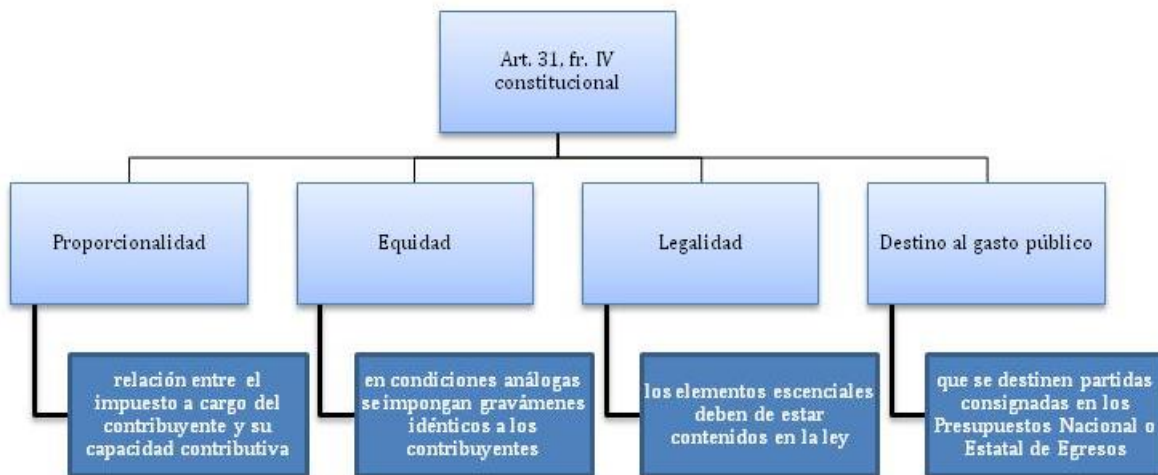 Art. 31, fr. IV
constitucional
Proporcionalidad
Equidad
Legalidad
Destino al gasto público
relación entre el
impuesto a cargo del
contribuyente y su
capacidad contributiva
en condiciones análogas
se impongan gravámenes
idénticos a los
contribuyentes
los elementos escenciales
deben de estar
contenidos en la ley
que se destinen partidas
consignadas en los
Presupuestos Nacional o
Estatal de Egresos